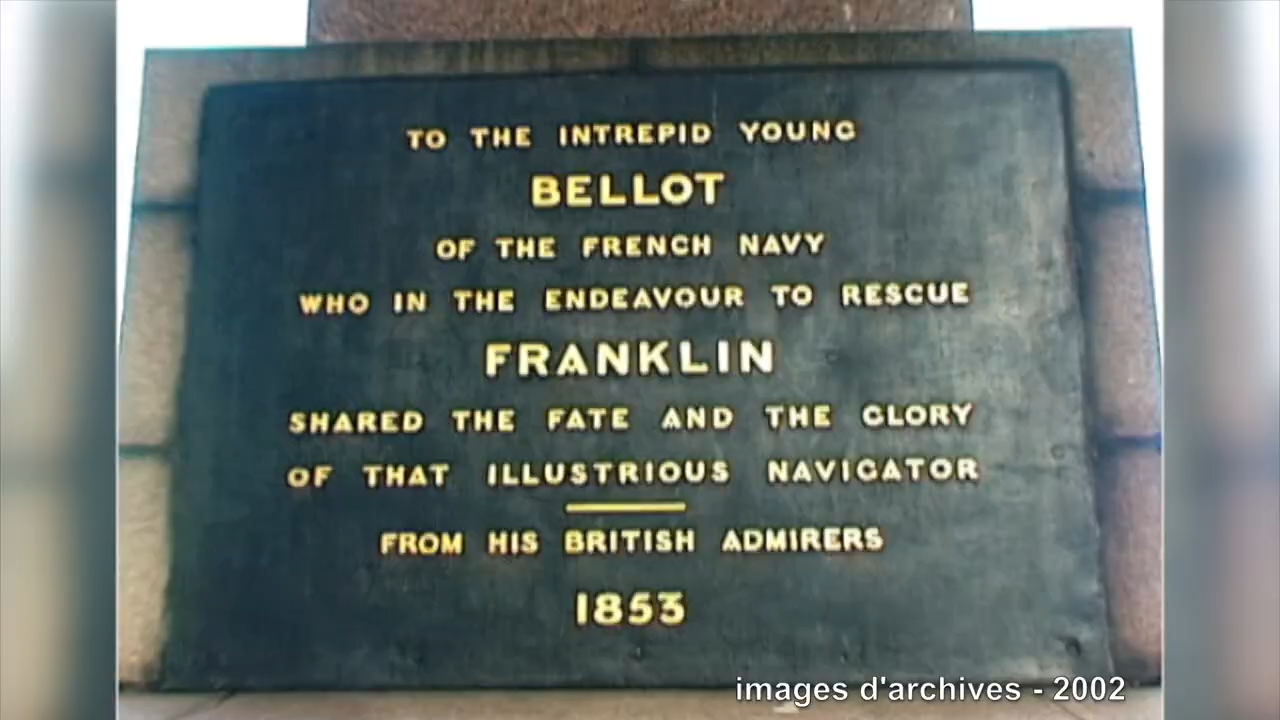 TO THE INTREPID YOUNG
BELLOT
OF THE FRENCH NAVY
WHO IN THE ENDEAVOUR TO RESCUE
FRANKLIN
SHARED THE FATE AND THE GLORY
OF THAT ILLUSTRIOUS NAVIGATOR
FROM HIS BRITISH ADMIRERS
1853
images d'archives - 2002